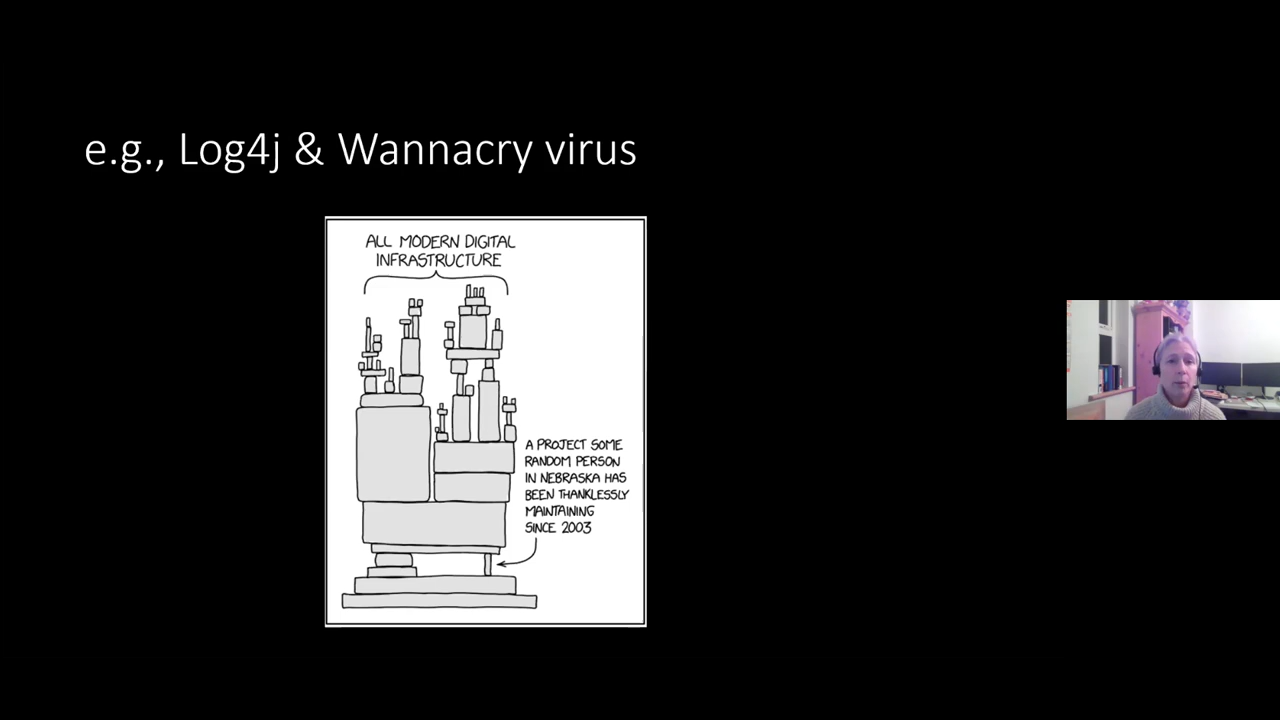 e.g., Log4j & Wannacry virus
ALL MODERN DIGITAL
INFRASTRUCTURE
A PROJECT SOME
RANDOM PERSON
IN NEBRASKA HAS
BEEN THANKLESSLY
MAINTAINING
SINCE 2003